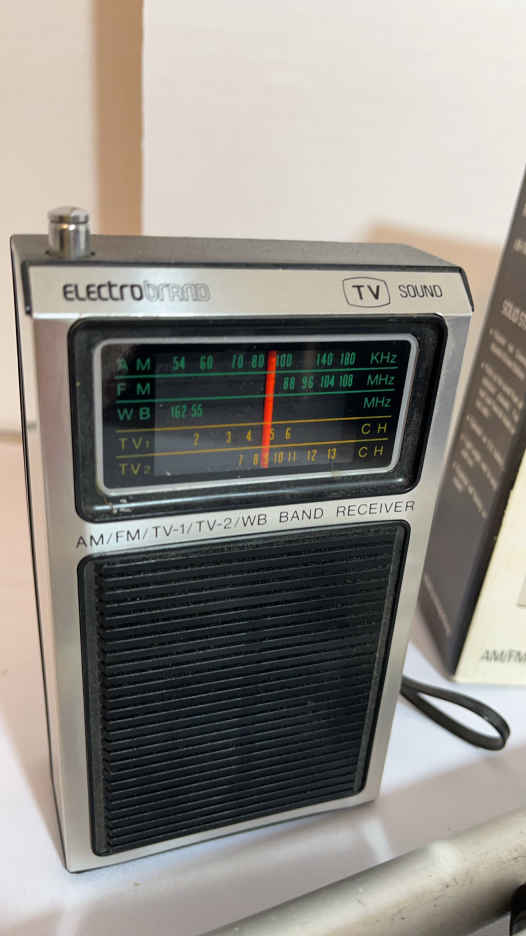 electrobrand
TV SOUND
AM 54 60 70 80 100 140 180 KHz
FM 88 96 104 108 MHz
WB 162 55 MHz
TV1 2 3 4 5 6 CH
TV2 7 8 9 10 11 12 13 CH
AM/FM/TV-1/TV-2/WB BAND RECEIVER
AM/FM